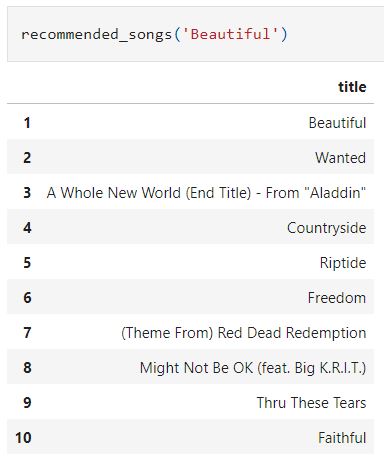 recommended_songs('Beautiful')
title
1 Beautiful
2 Wanted
3 A Whole New World (End Title) - From "Aladdin"
4 Countryside
5 Riptide
6 Freedom
7 (Theme From) Red Dead Redemption
8 Might Not Be OK (feat. Big K.R.I.T.)
9 Thru These Tears
10 Faithful